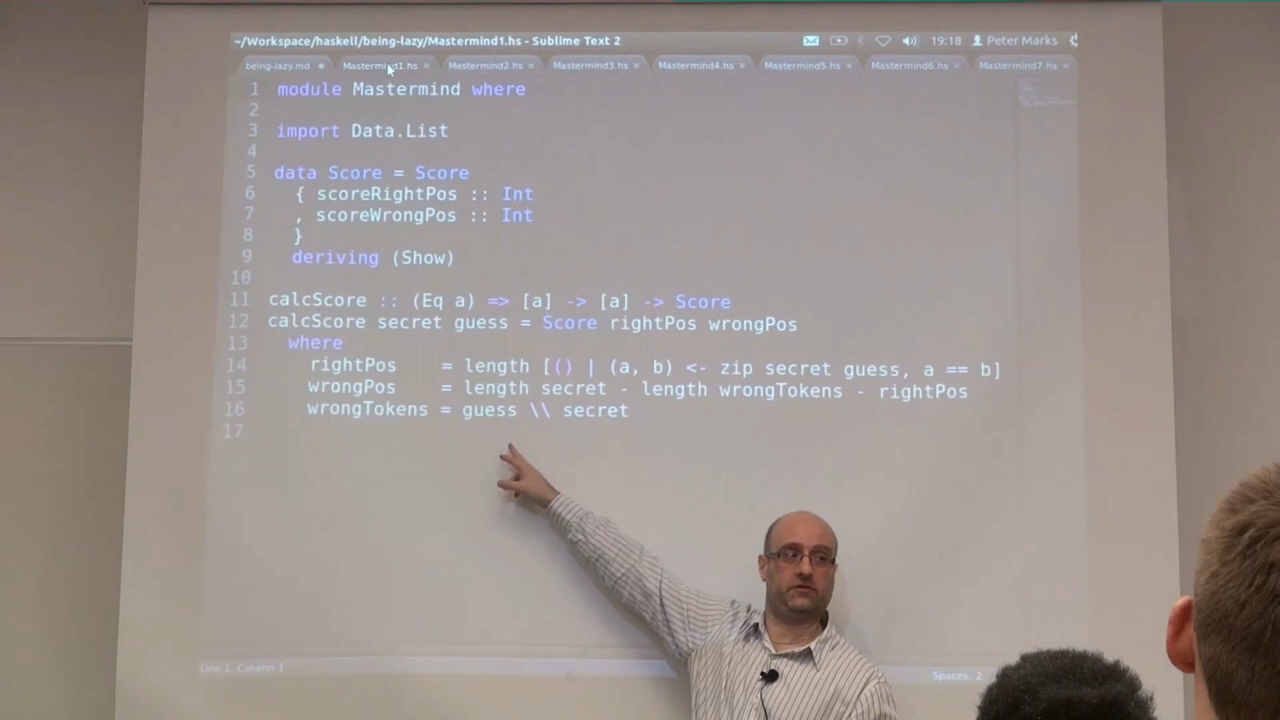 ~/Workspace/haskell/being-lazy/Mastermind1.hs - Sublime Text 2 19:18 Peter Marks
being-lazy.md Mastermind1.hs × Mastermind2.hs × Mastermind3.hs × Mastermind4.hs × Mastermind5.hs × Mastermind6.hs × Mastermind7.hs ×
1 module Mastermind where
2
3 import Data.List
4
5 data Score = Score
6 { scoreRightPos :: Int
7 , scoreWrongPos :: Int
8 }
9 deriving (Show)
10
11 calcScore :: (Eq a) => [a] -> [a] -> Score
12 calcScore secret guess = Score rightPos wrongPos
13 where
14 rightPos = length [() | (a, b) <- zip secret guess, a == b]
15 wrongPos = length secret - length wrongTokens - rightPos
16 wrongTokens = guess \\ secret
17
Line 1, Column 1 Spaces: 2